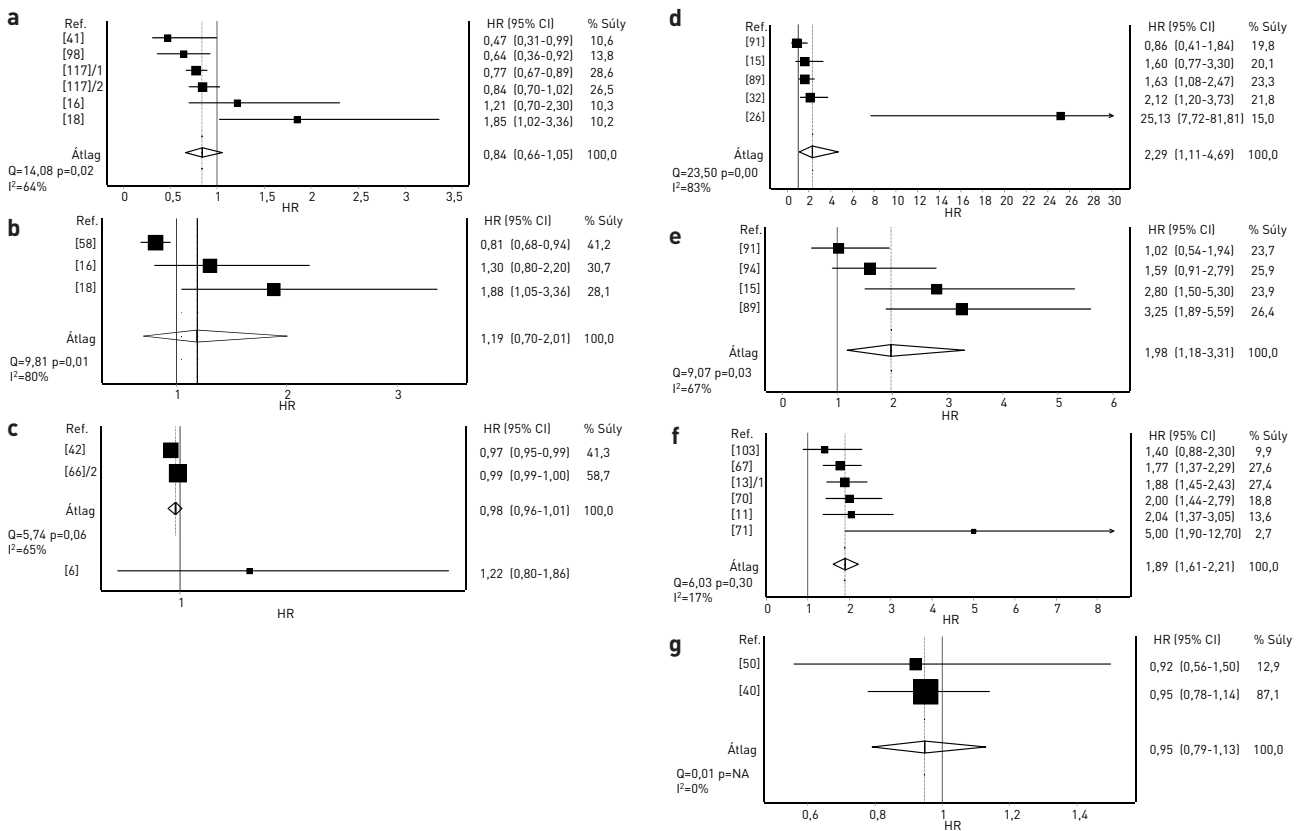 a
Ref. HR (95% CI) % Súly
[41] 0,47 (0,31-0,99) 10,6
[98] 0,64 (0,36-0,92) 13,8
[117]/1 0,77 (0,67-0,89) 28,6
[117]/2 0,84 (0,70-1,02) 26,5
[16] 1,21 (0,70-2,30) 10,3
[18] 1,85 (1,02-3,36) 10,2
Átlag 0,84 (0,66-1,05) 100,0
Q=14,08 p=0,02
I²=64%
0 0,5 1 1,5 2 2,5 3 3,5
HR
b
Ref. HR (95% CI) % Súly
[58] 0,81 (0,68-0,94) 41,2
[16] 1,30 (0,80-2,20) 30,7
[18] 1,88 (1,05-3,36) 28,1
Átlag 1,19 (0,70-2,01) 100,0
Q=9,81 p=0,01
I²=80%
1 2 3
HR
c
Ref. HR (95% CI) % Súly
[42] 0,97 (0,95-0,99) 41,3
[66]/2 0,99 (0,99-1,00) 58,7
Átlag 0,98 (0,96-1,01) 100,0
Q=5,74 p=0,06
I²=65%
[6] 1,22 (0,80-1,86)
1
HR
d
Ref. HR (95% CI) % Súly
[91] 0,86 (0,41-1,84) 19,8
[15] 1,60 (0,77-3,30) 20,1
[89] 1,63 (1,08-2,47) 23,3
[32] 2,12 (1,20-3,73) 21,8
[26] 25,13 (7,72-81,81) 15,0
Átlag 2,29 (1,11-4,69) 100,0
Q=23,50 p=0,00
I²=83%
0 1 2 4 6 8 10 12 14 16 18 20 22 24 26 28 30
HR
e
Ref. HR (95% CI) % Súly
[91] 1,02 (0,54-1,94) 23,7
[94] 1,59 (0,91-2,79) 25,9
[15] 2,80 (1,50-5,30) 23,9
[89] 3,25 (1,89-5,59) 26,4
Átlag 1,98 (1,18-3,31) 100,0
Q=9,07 p=0,03
I²=67%
0 1 2 3 4 5 6
HR
f
Ref. HR (95% CI) % Súly
[103] 1,40 (0,88-2,30) 9,9
[67] 1,77 (1,37-2,29) 27,6
[13]/1 1,88 (1,45-2,43) 27,4
[70] 2,00 (1,44-2,79) 18,8
[11] 2,04 (1,37-3,05) 13,6
[71] 5,00 (1,90-12,70) 2,7
Átlag 1,89 (1,61-2,21) 100,0
Q=6,03 p=0,30
I²=17%
0 1 2 3 4 5 6 7 8
HR
g
Ref. HR (95% CI) % Súly
[50] 0,92 (0,56-1,50) 12,9
[40] 0,95 (0,78-1,14) 87,1
Átlag 0,95 (0,79-1,13) 100,0
Q=0,01 p=NA
I²=0%
0,6 0,8 1 1,2 1,4
HR